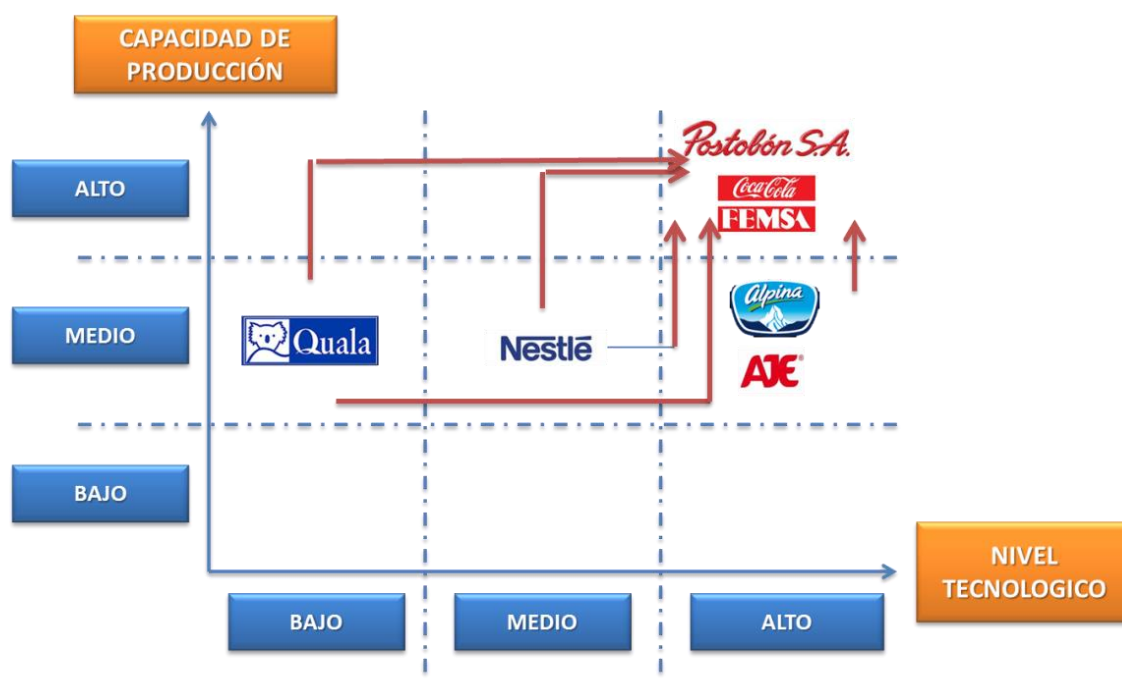 CAPACIDAD DE
PRODUCCIÓN
ALTO
Postobón S.A.
Coca Cola
FEMSA
MEDIO
Quala
Nestlé
alpina
AJE
BAJO
NIVEL
TECNOLOGICO
BAJO
MEDIO
ALTO